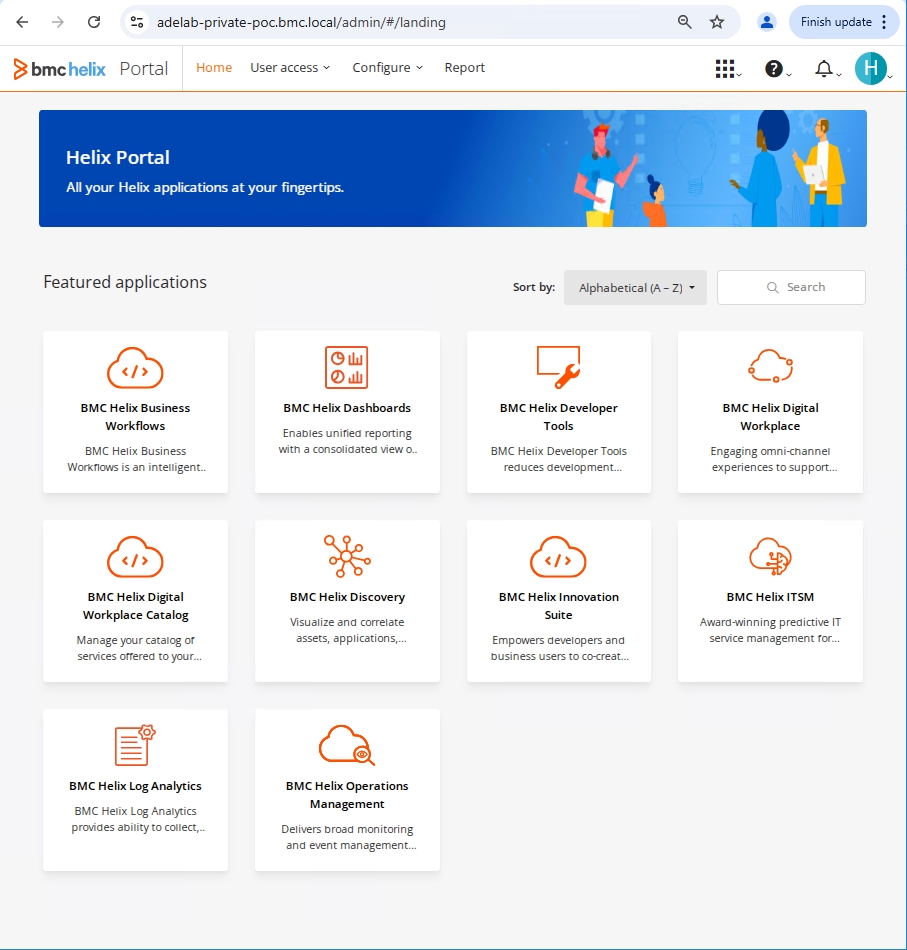 adelab-private-poc.bmc.local/admin/#/landing
Finish update
bmc helix Portal
Home
User access
Configure
Report
H
Helix Portal
All your Helix applications at your fingertips.
Featured applications
Sort by:
Alphabetical (A – Z)
Search
BMC Helix Business
Workflows
BMC Helix Business
Workflows is an intelligent..
BMC Helix Dashboards
Enables unified reporting
with a consolidated view o..
BMC Helix Developer
Tools
BMC Helix Developer Tools
reduces development...
BMC Helix Digital
Workplace
Engaging omni-channel
experiences to support...
BMC Helix Digital
Workplace Catalog
Manage your catalog of
services offered to your...
BMC Helix Discovery
Visualize and correlate
assets, applications,...
BMC Helix Innovation
Suite
Empowers developers and
business users to co-creat...
BMC Helix ITSM
Award-winning predictive IT
service management for...
BMC Helix Log Analytics
BMC Helix Log Analytics
provides ability to collect,..
BMC Helix Operations
Management
Delivers broad monitoring
and event management...